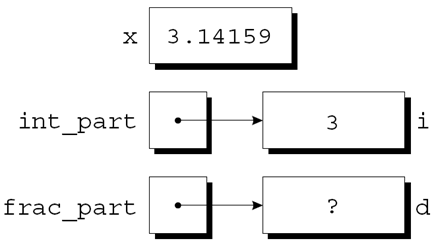 x 3.14159
int_part 3 i
frac_part ? d